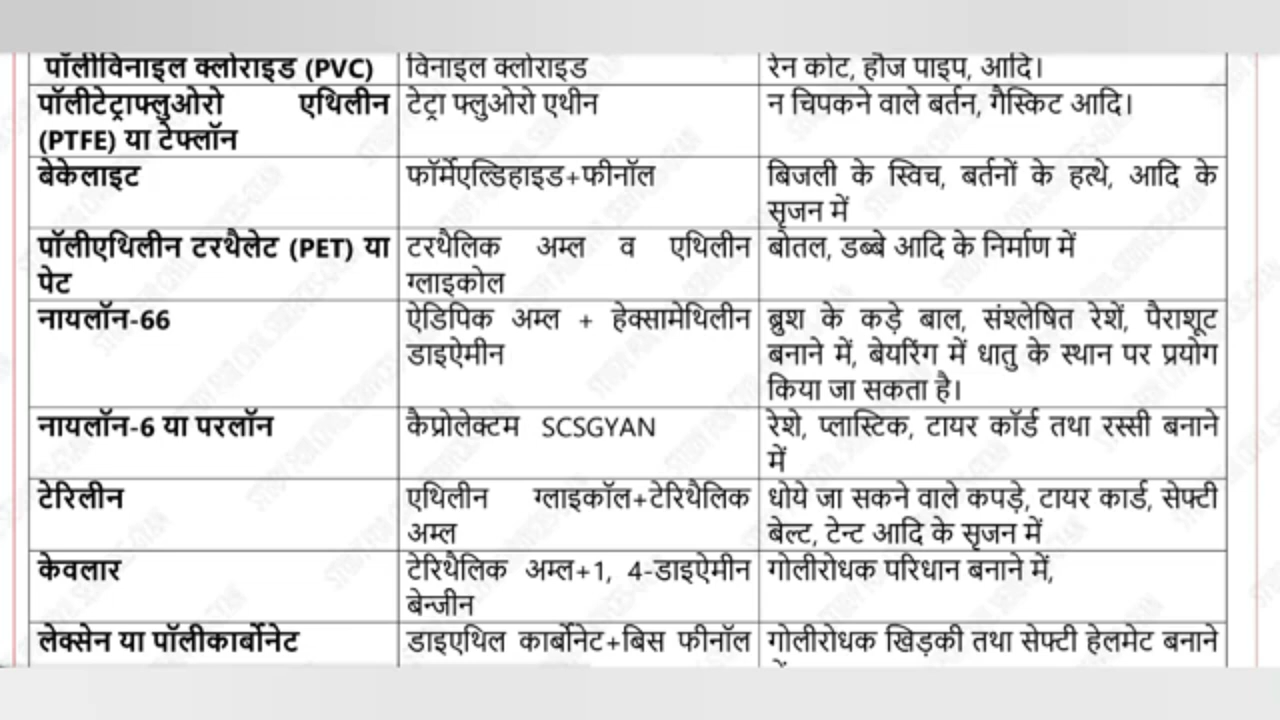 पॉलीविनाइल क्लोराइड (PVC) विनाइल क्लोराइड रेन कोट, हौज पाइप, आदि।
पॉलीटेट्राफ्लुओरो एथिलीन टेट्रा फ्लुओरो एथीन न चिपकने वाले बर्तन, गैस्किट आदि।
(PTFE) या टेफ्लॉन
बेकेलाइट फॉर्मेएल्डिहाइड+फीनॉल बिजली के स्विच, बर्तनों के हत्थे, आदि के
सृजन में
पॉलीएथिलीन टरथैलेट (PET) या टरथैलिक अम्ल व एथिलीन बोतल, डब्बे आदि के निर्माण में
पेट ग्लाइकोल
नायलॉन-66 ऐडिपिक अम्ल + हेक्सामेथिलीन ब्रुश के कड़े बाल, संश्लेषित रेशें, पैराशूट
डाइऐमीन बनाने में, बेयरिंग में धातु के स्थान पर प्रयोग
किया जा सकता है।
नायलॉन-6 या परलॉन कैप्रोलेक्टम SCSGYAN रेशे, प्लास्टिक, टायर कॉर्ड तथा रस्सी बनाने
में
टेरिलीन एथिलीन ग्लाइकॉल+टेरिथैलिक धोये जा सकने वाले कपड़े, टायर कार्ड, सेफ्टी
अम्ल बेल्ट, टेन्ट आदि के सृजन में
केवलार टेरिथैलिक अम्ल+1, 4-डाइऐमीन गोलीरोधक परिधान बनाने में,
बेन्जीन
लेक्सेन या पॉलीकार्बोनेट डाइएथिल कार्बोनेट+बिस फीनॉल गोलीरोधक खिड़की तथा सेफ्टी हेलमेट बनाने